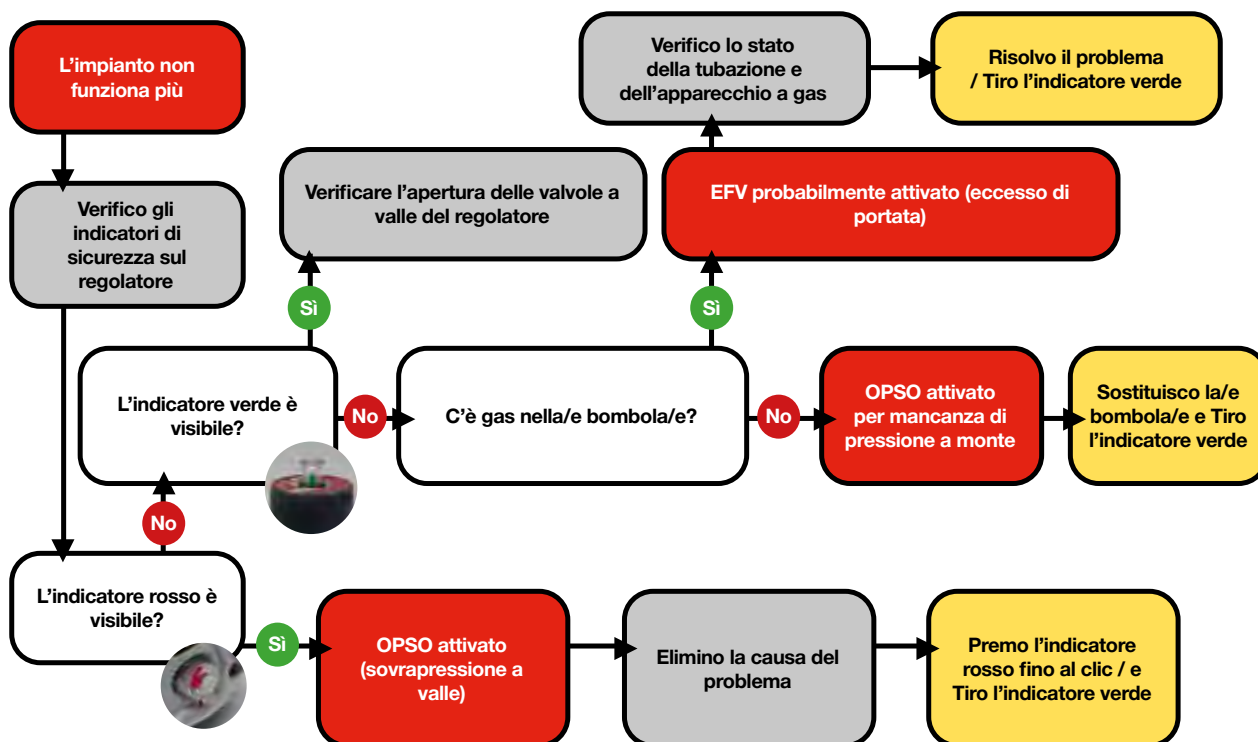 L'impianto non
funziona più
Verifico gli
indicatori di
sicurezza sul
regolatore
L'indicatore rosso è
visibile?
No
L'indicatore verde è
visibile?
Sì
Verificare l'apertura delle valvole a
valle del regolatore
No
C'è gas nella/e bombola/e?
Sì
EFV probabilmente attivato (eccesso di
portata)
Verifico lo stato
della tubazione e
dell'apparecchio a gas
Risolvo il problema
/ Tiro l'indicatore verde
No
OPSO attivato
per mancanza di
pressione a monte
Sostituisco la/e
bombola/e e Tiro
l'indicatore verde
Sì
OPSO attivato
(sovrapressione a
valle)
Elimino la causa del
problema
Premo l'indicatore
rosso fino al clic / e
Tiro l'indicatore verde